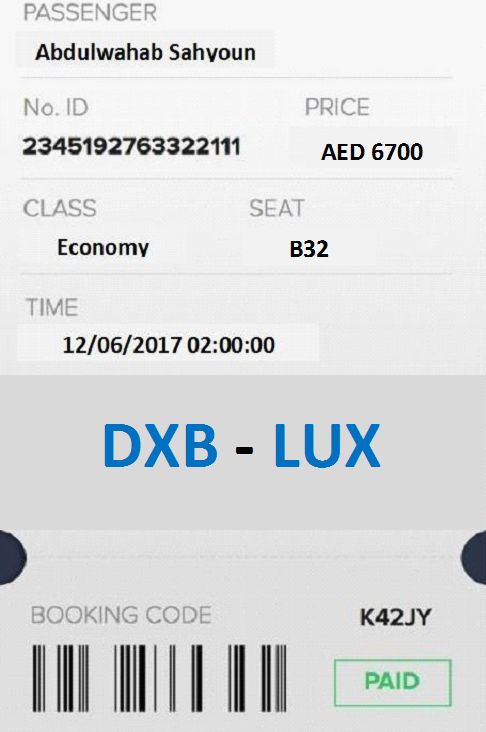 PASSENGER
Abdulwahab Sahyoun
No. ID PRICE
2345192763322111 AED 6700
CLASS SEAT
Economy B32
TIME
12/06/2017 02:00:00
DXB - LUX
BOOKING CODE K42JY
PAID